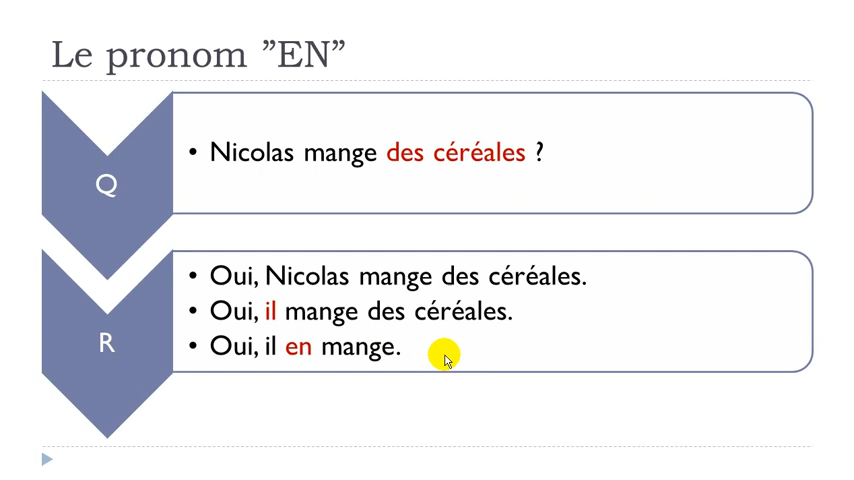 Le pronom ”EN”
Q
• Nicolas mange des céréales ?
R
• Oui, Nicolas mange des céréales.
• Oui, il mange des céréales.
• Oui, il en mange.